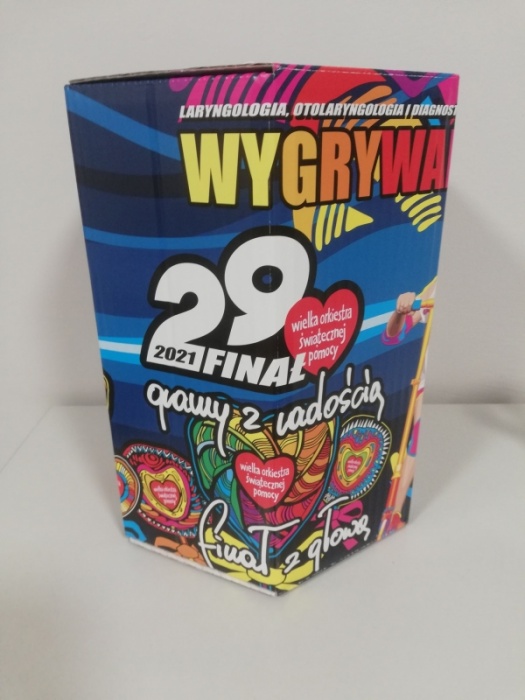 LARYNGOLOGIA, OTOLARYNGOLOGIA I DIAGNOST
WYGRYWA
29
2021 FINAŁ
wielka orkiestra
świątecznej
pomocy
gramy z radością
wielka orkiestra
świątecznej
pomocy
finał z głową